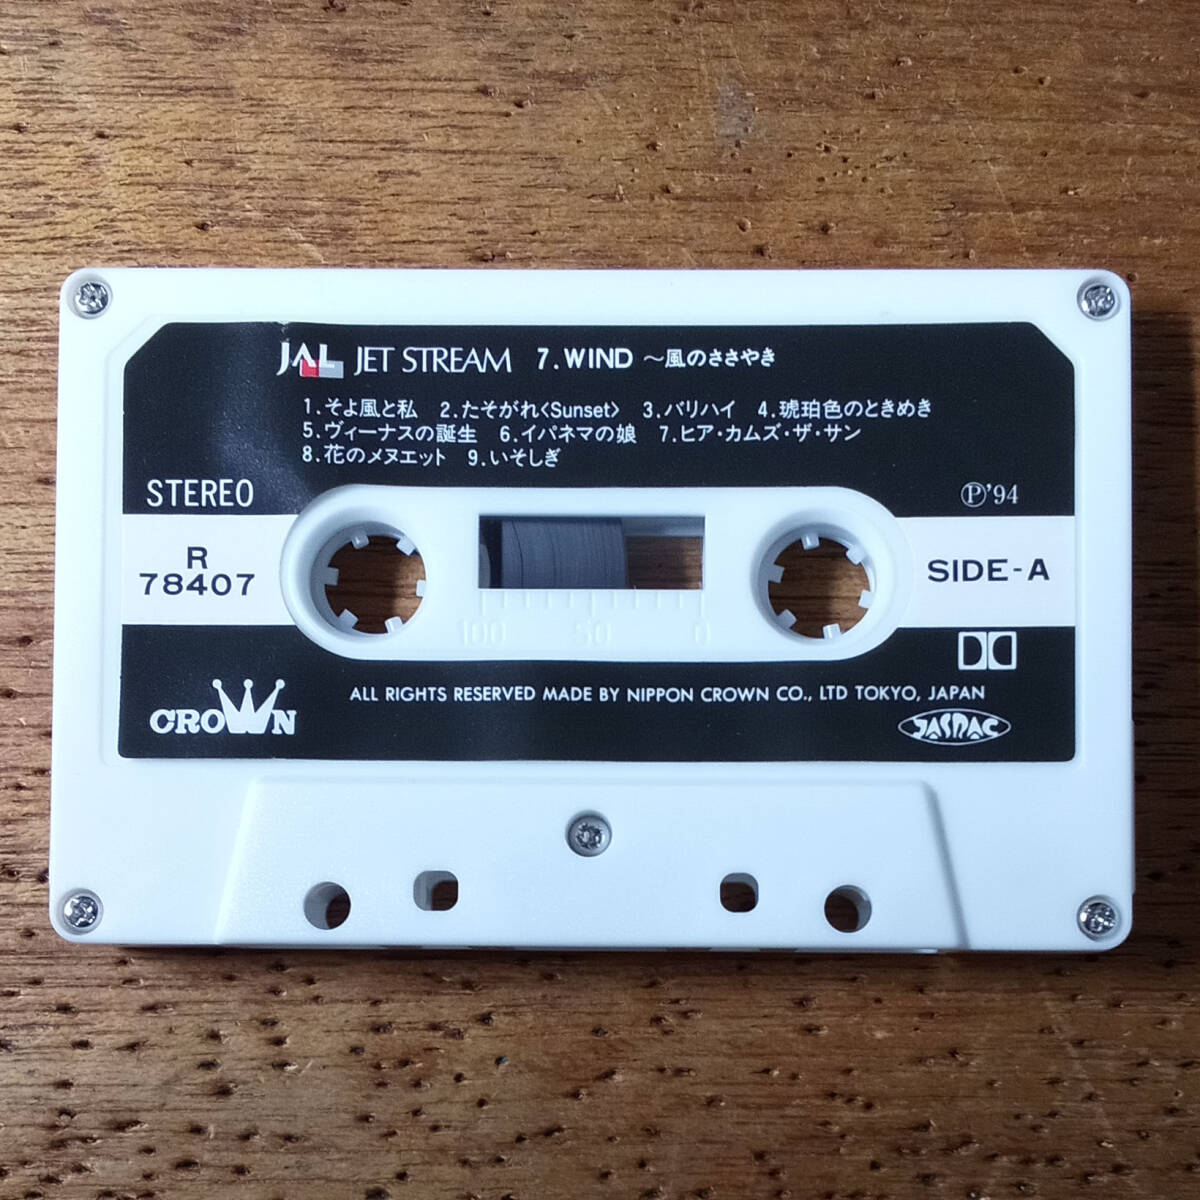 JAL JET STREAM 7.WIND ～風のささやき
1.そよ風と私 2.たそがれ<Sunset> 3.バリハイ 4.琥珀色のときめき
5.ヴィーナスの誕生 6.イパネマの娘 7.ヒア・カムズ・ザ・サン
8.花のメヌエット 9.いそしぎ
STEREO
Ⓟ'94
R
78407
SIDE-A
100 50 0
CROWN
ALL RIGHTS RESERVED MADE BY NIPPON CROWN CO., LTD TOKYO, JAPAN
JASRAC